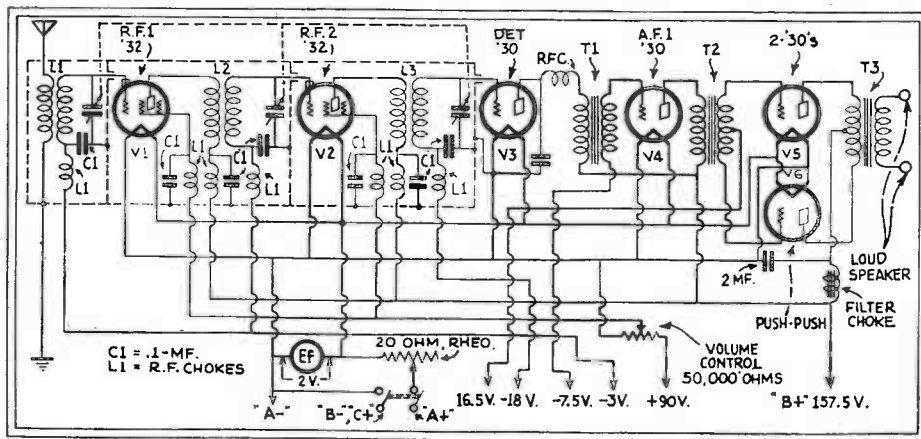 R.F.1
'32
R.F.2
'32
DET
'30
RFC.
T1
A.F.1
'30
T2
2-'30's
T3
L1
L2
L3
C1
L1
V1
C1
L1
C1
L1
V2
C1
L1
C1
L1
V3
V4
V5
V6
2 MF.
PUSH-PUSH
LOUD
SPEAKER
FILTER
CHOKE
C1 = .1-MF.
L1 = R.F. CHOKES
Ef
2 V.
20 OHM, RHEO.
VOLUME
CONTROL
50,000 OHMS
"A-"
"B-", C+"
"A+"
16.5V. -18 V. -7.5V. -3V. +90V.
"B+" 157.5 V.